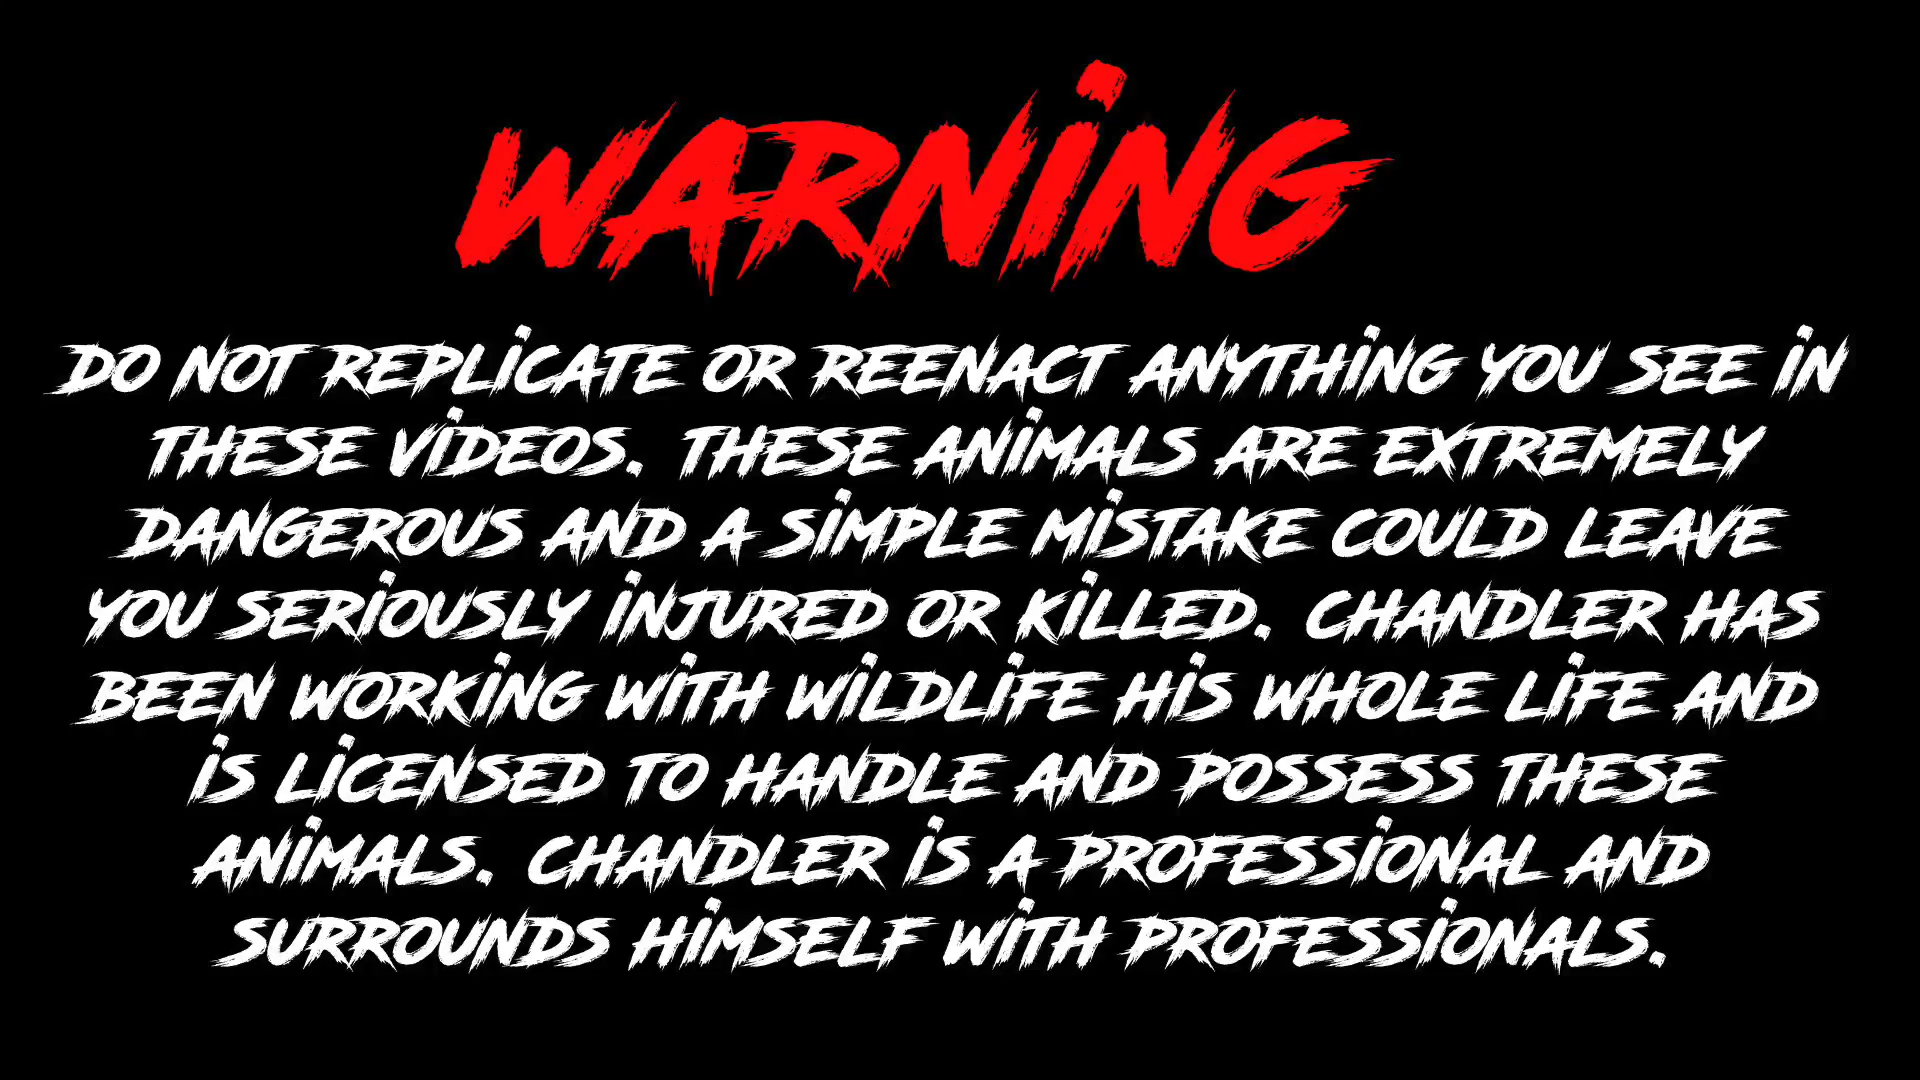 WARNING
DO NOT REPLICATE OR REENACT ANYTHING YOU SEE IN
THESE VIDEOS. THESE ANIMALS ARE EXTREMELY
DANGEROUS AND A SIMPLE MISTAKE COULD LEAVE
YOU SERIOUSLY INJURED OR KILLED. CHANDLER HAS
BEEN WORKING WITH WILDLIFE HIS WHOLE LIFE AND
IS LICENSED TO HANDLE AND POSSESS THESE
ANIMALS. CHANDLER IS A PROFESSIONAL AND
SURROUNDS HIMSELF WITH PROFESSIONALS.